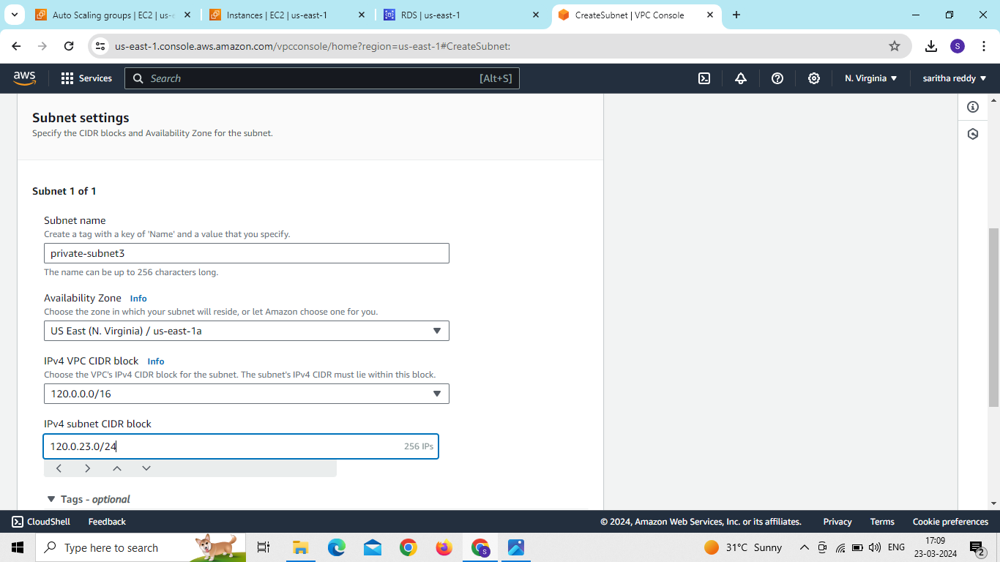 Auto Scaling groups | EC2 | us-e
Instances | EC2 | us-east-1
RDS | us-east-1
CreateSubnet | VPC Console
us-east-1.console.aws.amazon.com/vpcconsole/home?region=us-east-1#CreateSubnet:
S
aws
Services
Search
[Alt+S]
N. Virginia
saritha reddy
Subnet settings
Specify the CIDR blocks and Availability Zone for the subnet.
Subnet 1 of 1
Subnet name
Create a tag with a key of 'Name' and a value that you specify.
private-subnet3
The name can be up to 256 characters long.
Availability Zone Info
Choose the zone in which your subnet will reside, or let Amazon choose one for you.
US East (N. Virginia) / us-east-1a
IPv4 VPC CIDR block Info
Choose the VPC's IPv4 CIDR block for the subnet. The subnet's IPv4 CIDR must lie within this block.
120.0.0.0/16
IPv4 subnet CIDR block
120.0.23.0/24 256 IPs
Tags - optional
CloudShell Feedback
© 2024, Amazon Web Services, Inc. or its affiliates. Privacy Terms Cookie preferences
Type here to search
S
31°C Sunny
ENG
17:09
23-03-2024
2